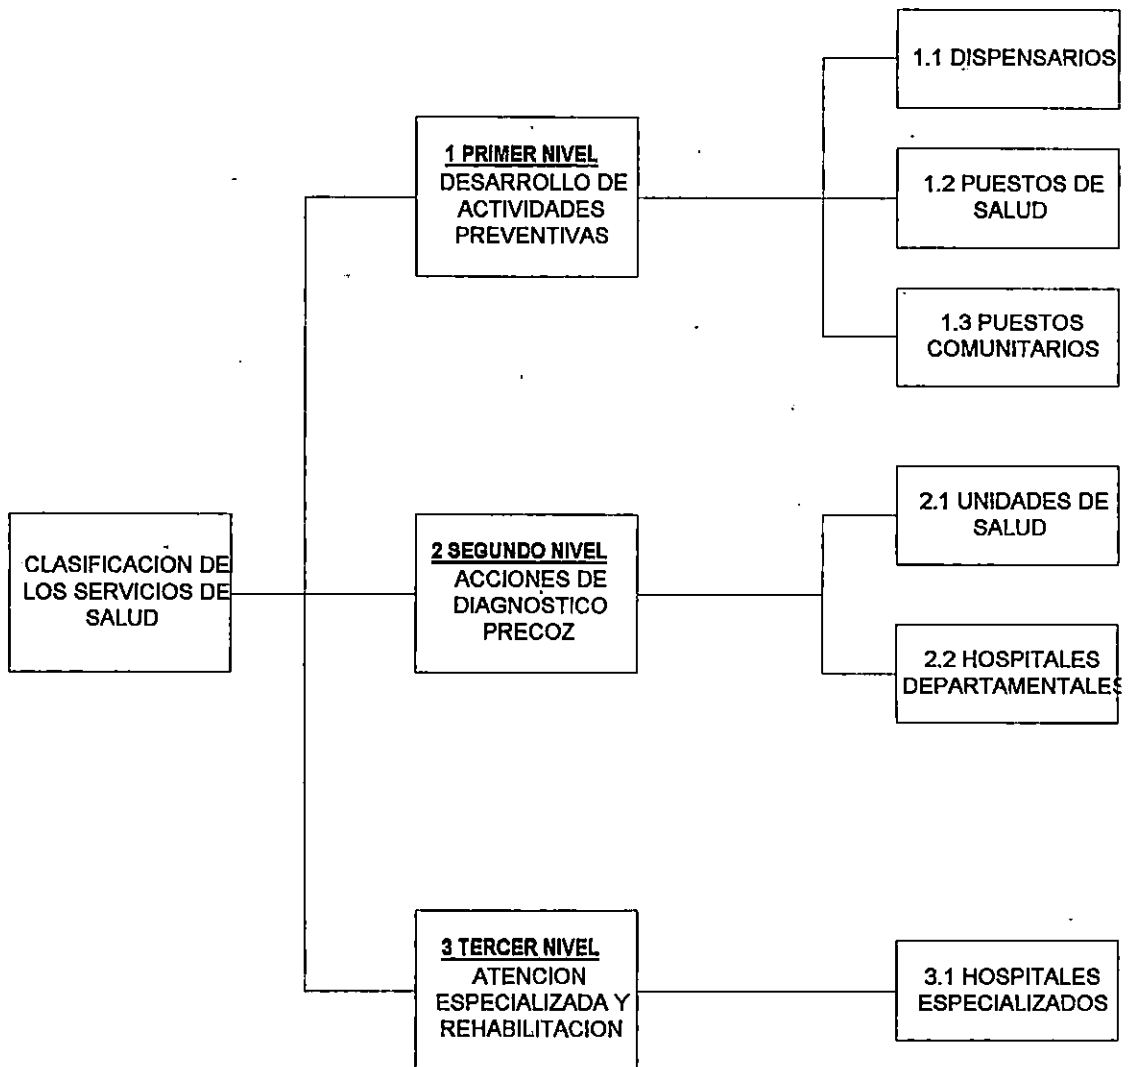 CLASIFICACION DE
LOS SERVICIOS DE
SALUD
1 PRIMER NIVEL
DESARROLLO DE
ACTIVIDADES
PREVENTIVAS
1.1 DISPENSARIOS
1.2 PUESTOS DE
SALUD
1.3 PUESTOS
COMUNITARIOS
2 SEGUNDO NIVEL
ACCIONES DE
DIAGNOSTICO
PRECOZ
2.1 UNIDADES DE
SALUD
2.2 HOSPITALES
DEPARTAMENTALES
3 TERCER NIVEL
ATENCION
ESPECIALIZADA Y
REHABILITACION
3.1 HOSPITALES
ESPECIALIZADOS